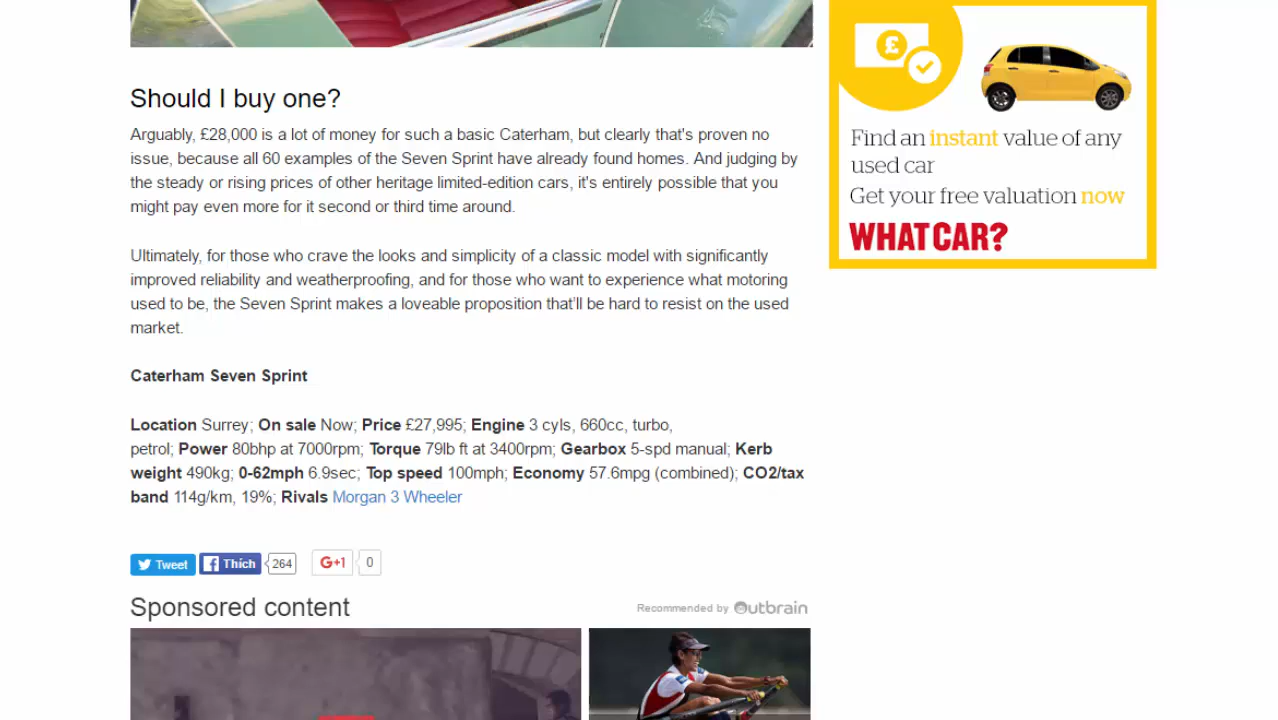 Should I buy one?
Arguably, £28,000 is a lot of money for such a basic Caterham, but clearly that's proven no
issue, because all 60 examples of the Seven Sprint have already found homes. And judging by
the steady or rising prices of other heritage limited-edition cars, it's entirely possible that you
might pay even more for it second or third time around.
Ultimately, for those who crave the looks and simplicity of a classic model with significantly
improved reliability and weatherproofing, and for those who want to experience what motoring
used to be, the Seven Sprint makes a loveable proposition that'll be hard to resist on the used
market.
Caterham Seven Sprint
Location Surrey; On sale Now; Price £27,995; Engine 3 cyls, 660cc, turbo,
petrol; Power 80bhp at 7000rpm; Torque 79lb ft at 3400rpm; Gearbox 5-spd manual; Kerb
weight 490kg; 0-62mph 6.9sec; Top speed 100mph; Economy 57.6mpg (combined); CO2/tax
band 114g/km, 19%; Rivals Morgan 3 Wheeler
Tweet Thích 264 G+1 0
Sponsored content
Recommended by Outbrain
£
Find an instant value of any
used car
Get your free valuation now
WHAT CAR?